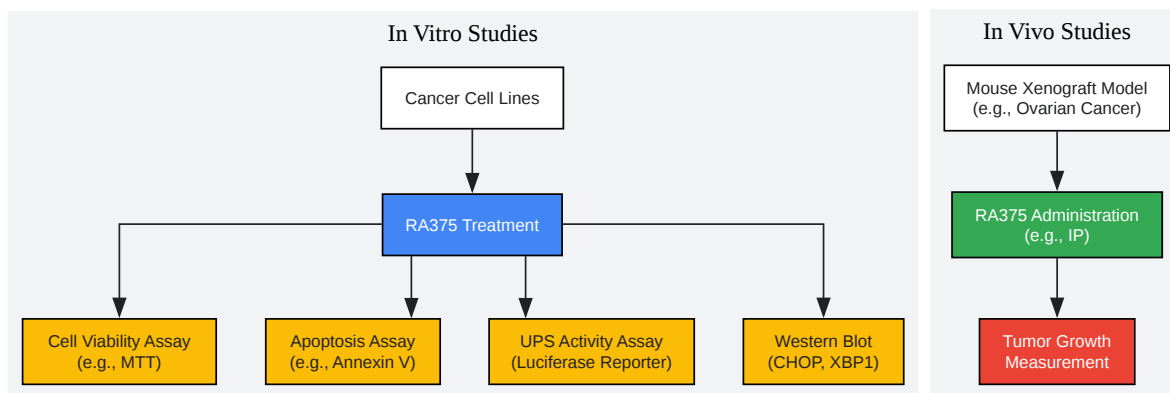 In Vitro Studies
Cancer Cell Lines
RA375 Treatment
Cell Viability Assay
(e.g., MTT)
Apoptosis Assay
(e.g., Annexin V)
UPS Activity Assay
(Luciferase Reporter)
Western Blot
(CHOP, XBP1)
In Vivo Studies
Mouse Xenograft Model
(e.g., Ovarian Cancer)
RA375 Administration
(e.g., IP)
Tumor Growth
Measurement